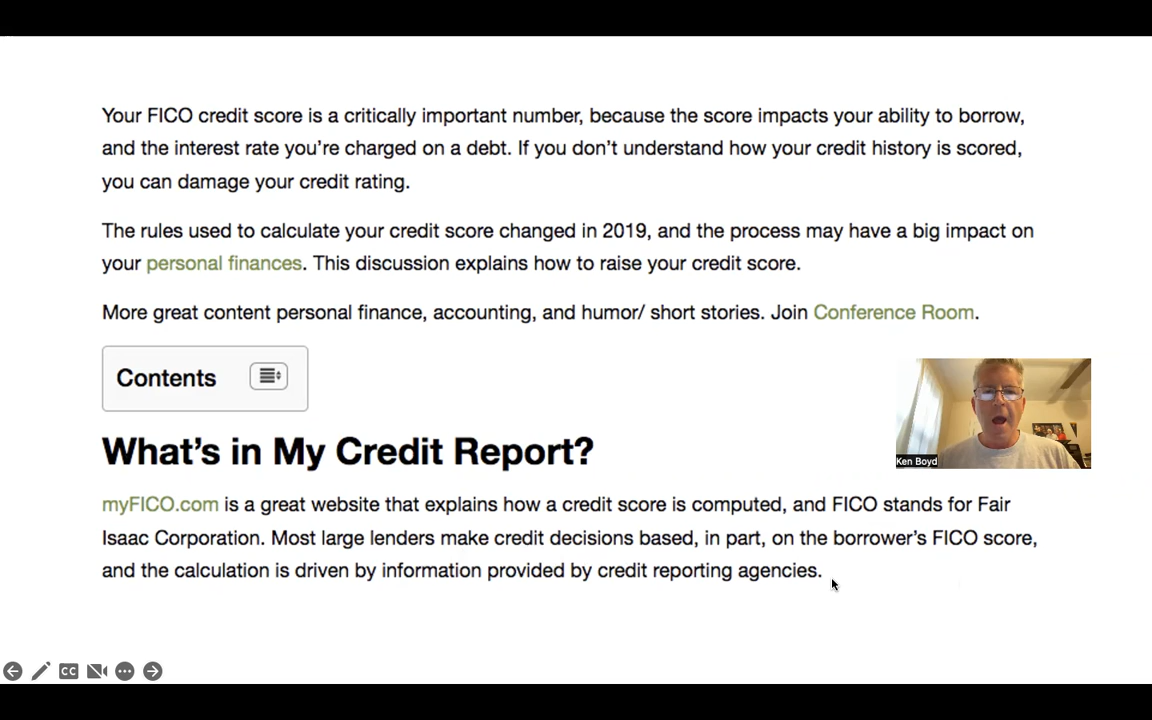 Your FICO credit score is a critically important number, because the score impacts your ability to borrow,
and the interest rate you’re charged on a debt. If you don’t understand how your credit history is scored,
you can damage your credit rating.
The rules used to calculate your credit score changed in 2019, and the process may have a big impact on
your personal finances. This discussion explains how to raise your credit score.
More great content personal finance, accounting, and humor/ short stories. Join Conference Room.
Contents
What’s in My Credit Report?
Ken Boyd
myFICO.com is a great website that explains how a credit score is computed, and FICO stands for Fair
Isaac Corporation. Most large lenders make credit decisions based, in part, on the borrower’s FICO score,
and the calculation is driven by information provided by credit reporting agencies.
CC